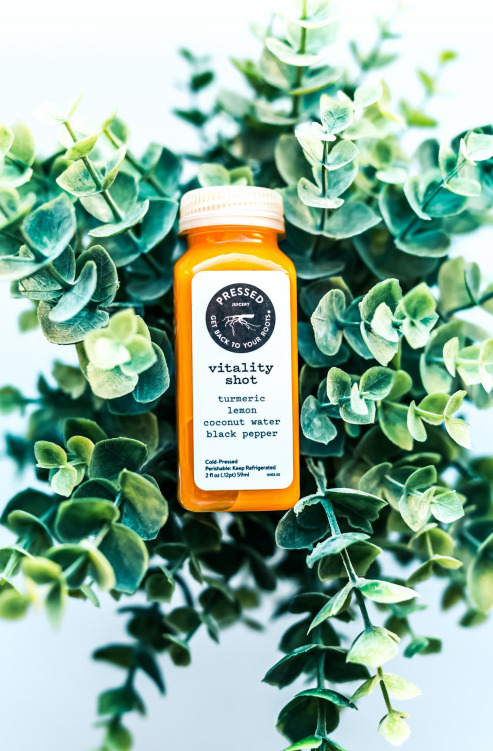 PRESSED
JUICERY
GET BACK TO YOUR ROOTS
vitality
shot
turmeric
lemon
coconut water
black pepper
Cold-Pressed
Perishable: Keep Refrigerated
2 fl oz (.12pt) 59ml